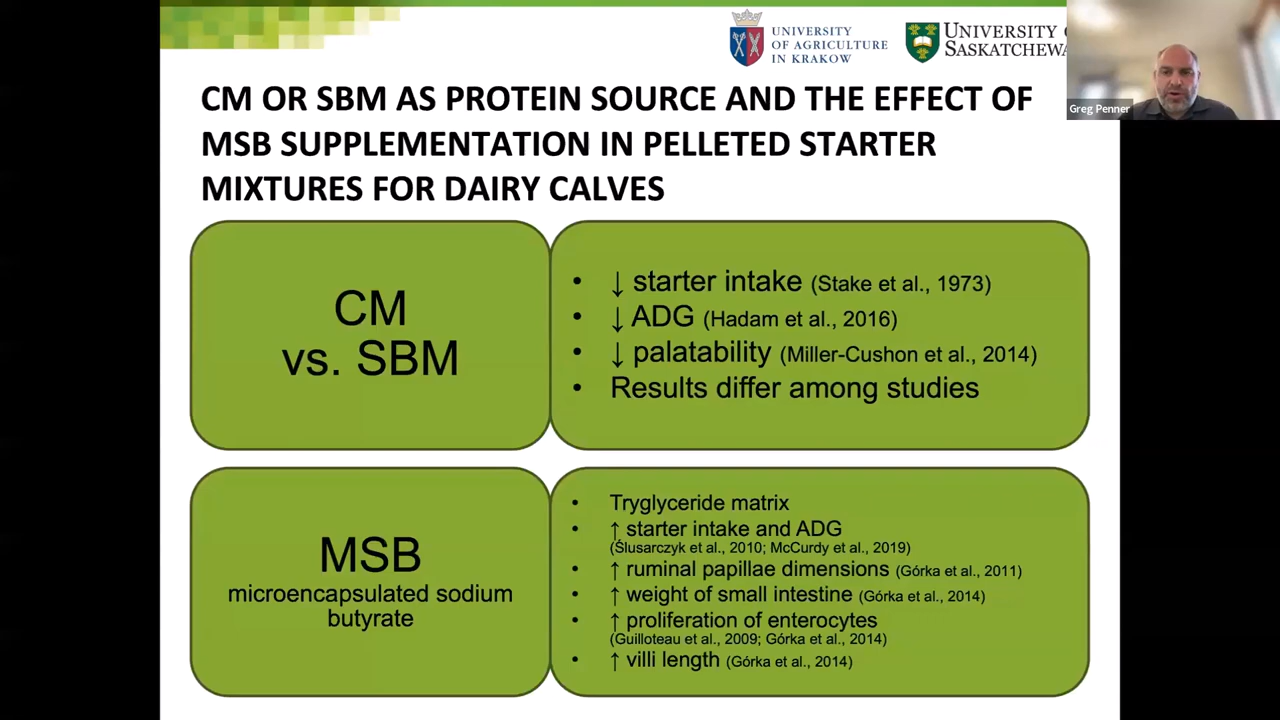 UNIVERSITY
OF AGRICULTURE
IN KRAKOW
UNIVERSITY
SASKATCHEWA
Greg Penner
CM OR SBM AS PROTEIN SOURCE AND THE EFFECT OF
MSB SUPPLEMENTATION IN PELLETED STARTER
MIXTURES FOR DAIRY CALVES
CM
vs. SBM
• ↓ starter intake (Stake et al., 1973)
• ↓ ADG (Hadam et al., 2016)
• ↓ palatability (Miller-Cushon et al., 2014)
• Results differ among studies
MSB
microencapsulated sodium
butyrate
• Tryglyceride matrix
• ↑ starter intake and ADG
(Ślusarczyk et al., 2010; McCurdy et al., 2019)
• ↑ ruminal papillae dimensions (Górka et al., 2011)
• ↑ weight of small intestine (Górka et al., 2014)
• ↑ proliferation of enterocytes
(Guilloteau et al., 2009; Górka et al., 2014)
• ↑ villi length (Górka et al., 2014)